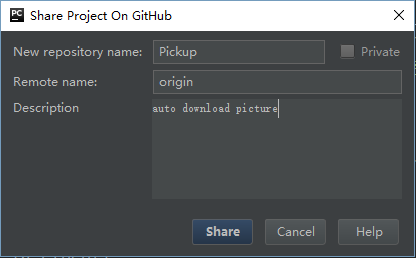 PC Share Project On GitHub
New repository name: Pickup Private
Remote name: origin
Description auto download picture
Share Cancel Help